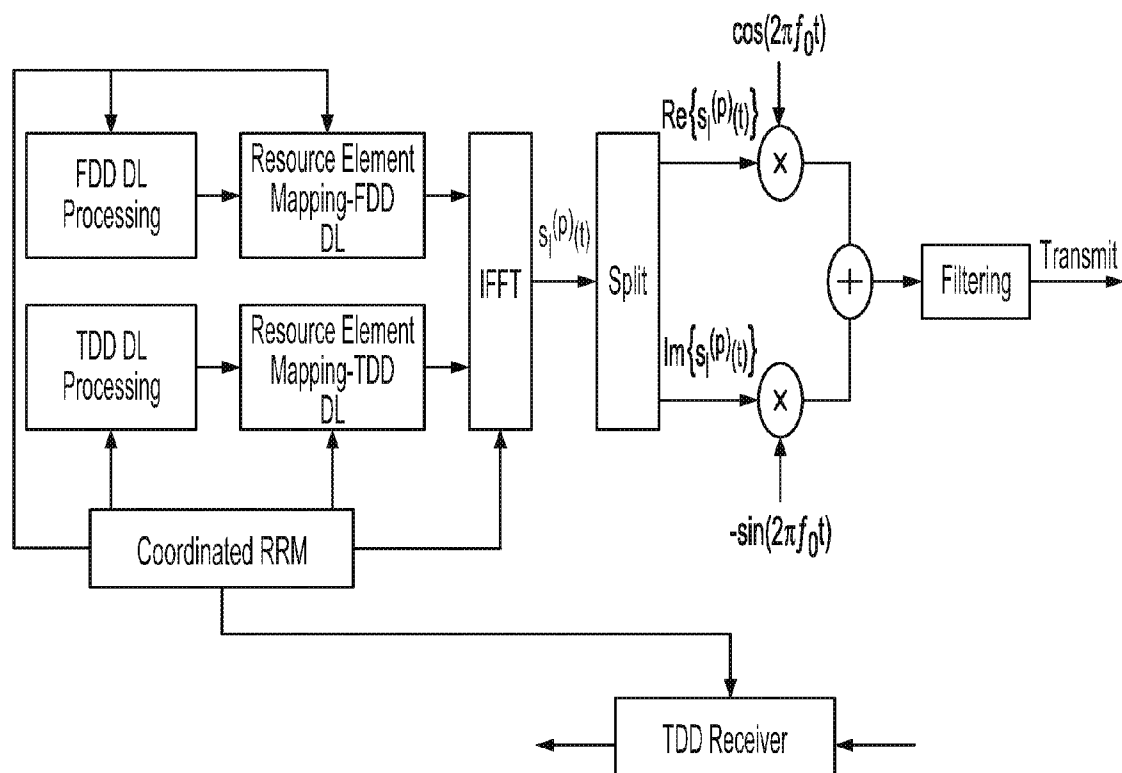 cos(2πf₀t)
Re{sₗ⁽ᵖ⁾(t)}
×
FDD DL
Processing
Resource Element
Mapping-FDD
DL
IFFT
sₗ⁽ᵖ⁾(t)
Split
+
Filtering
Transmit
TDD DL
Processing
Resource Element
Mapping-TDD
DL
Im{sₗ⁽ᵖ⁾(t)}
×
-sin(2πf₀t)
Coordinated RRM
TDD Receiver